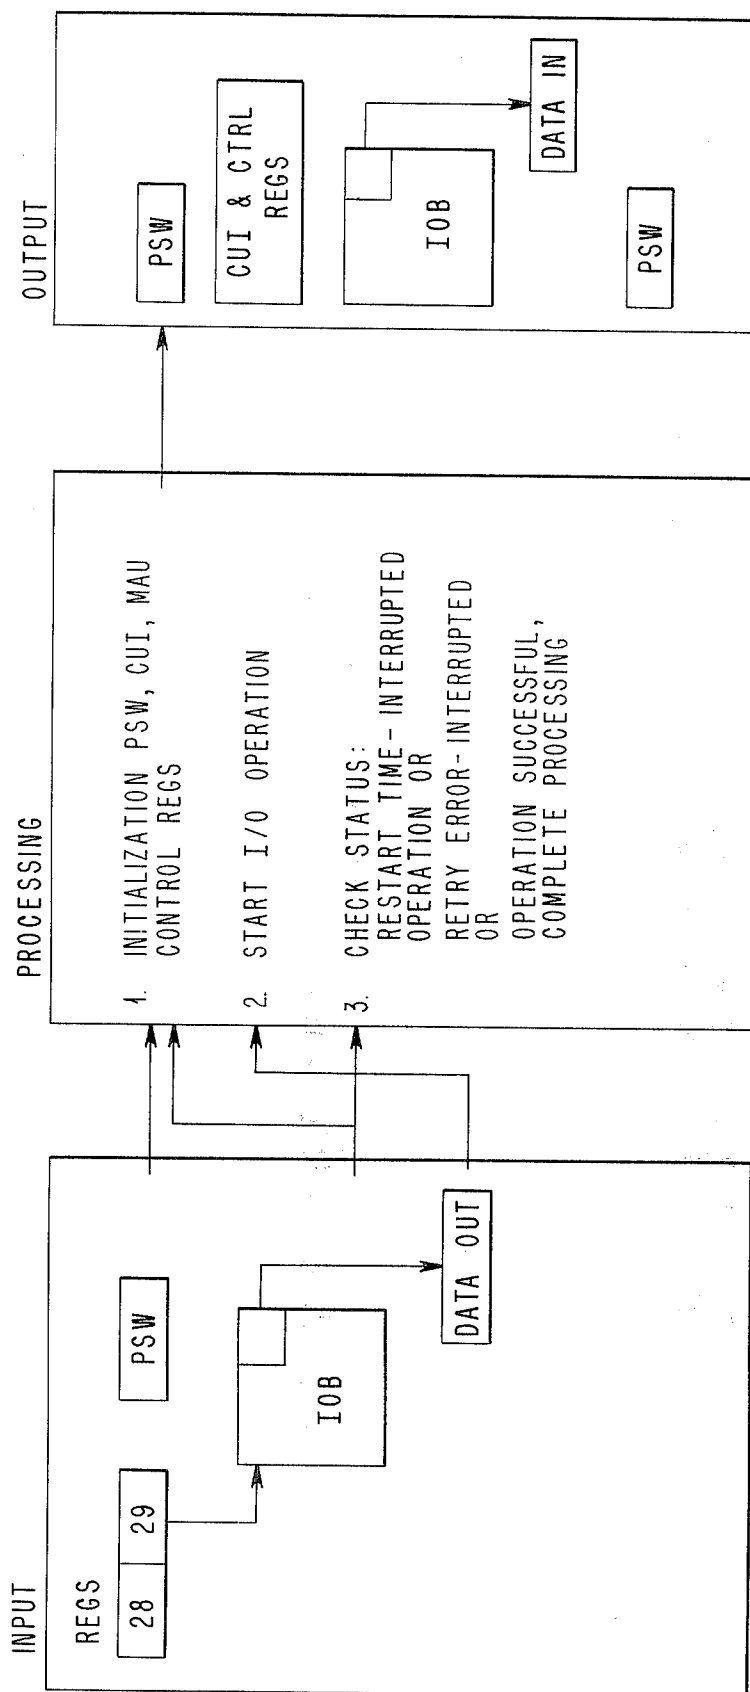 INPUT
REGS
28 29
PSW
IOB
DATA OUT
PROCESSING
1. INITIALIZATION PSW, CUI, MAU
CONTROL REGS
2. START I/O OPERATION
3. CHECK STATUS:
RESTART TIME-INTERRUPTED
OPERATION OR
RETRY ERROR-INTERRUPTED
OR
OPERATION SUCCESSFUL,
COMPLETE PROCESSING
OUTPUT
PSW
CUI & CTRL
REGS
IOB
DATA IN
PSW